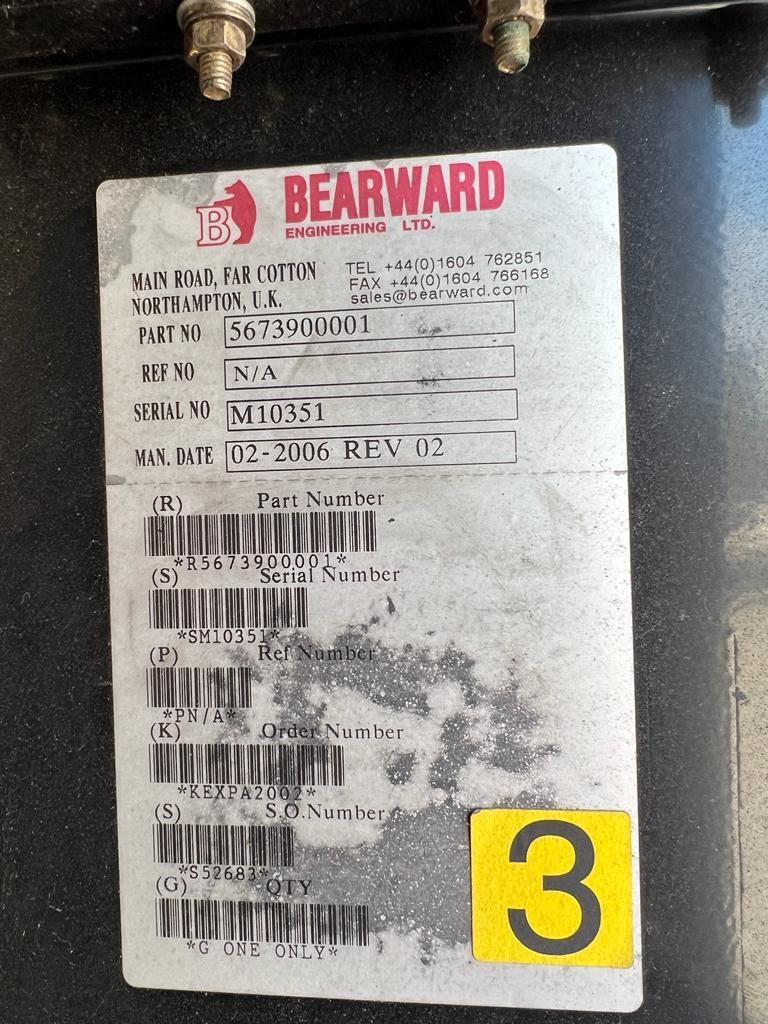 B
BEARWARD
ENGINEERING LTD.
MAIN ROAD, FAR COTTON
NORTHAMPTON, U.K.
TEL +44(0)1604 762851
FAX +44(0)1604 766168
sales@bearward.com
PART NO 5673900001
REF NO N/A
SERIAL NO M10351
MAN. DATE 02-2006 REV 02
(R) Part Number
*R5673900001*
(S) Serial Number
*SM10351*
(P) Ref Number
*PN/A*
(K) Order Number
*KEXPA2002*
(S) S.O.Number
*S52683*
(G) QTY
*G ONE ONLY*
3